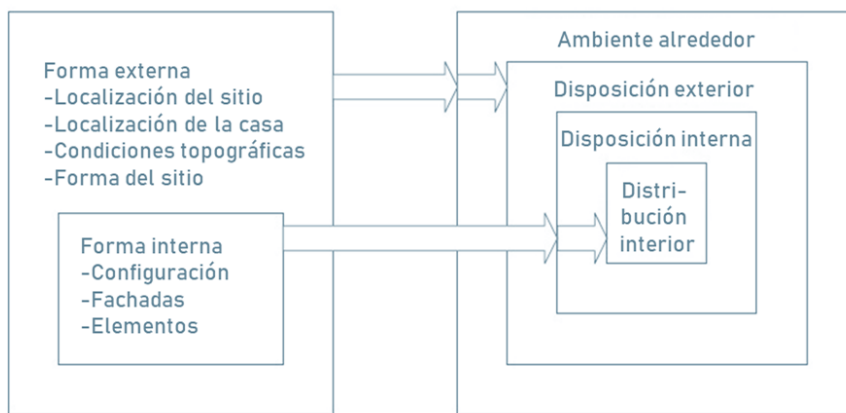 Forma externa
-Localización del sitio
-Localización de la casa
-Condiciones topográficas
-Forma del sitio
Forma interna
-Configuración
-Fachadas
-Elementos
Ambiente alrededor
Disposición exterior
Disposición interna
Distri-
bución
interior